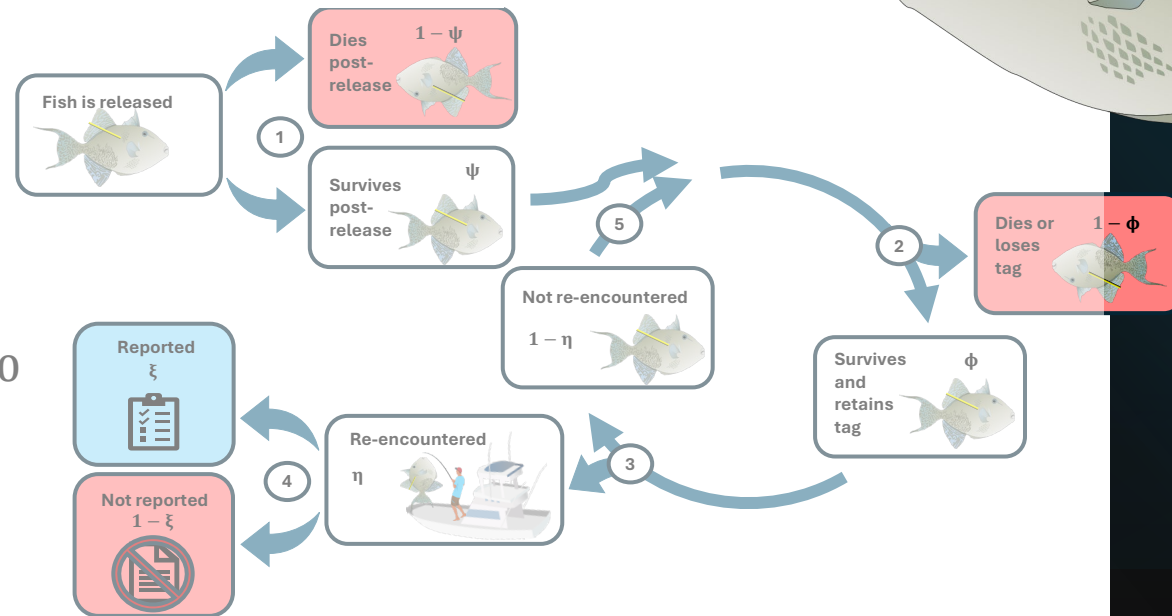 Fish is released
1
Dies
post-
release
1 − ψ
Survives
post-
release
ψ
5
2
Dies or
loses
tag
1 − ϕ
Not re-encountered
1 − η
Survives
and
retains
tag
ϕ
3
Re-encountered
η
4
Reported
ξ
Not reported
1 − ξ
0